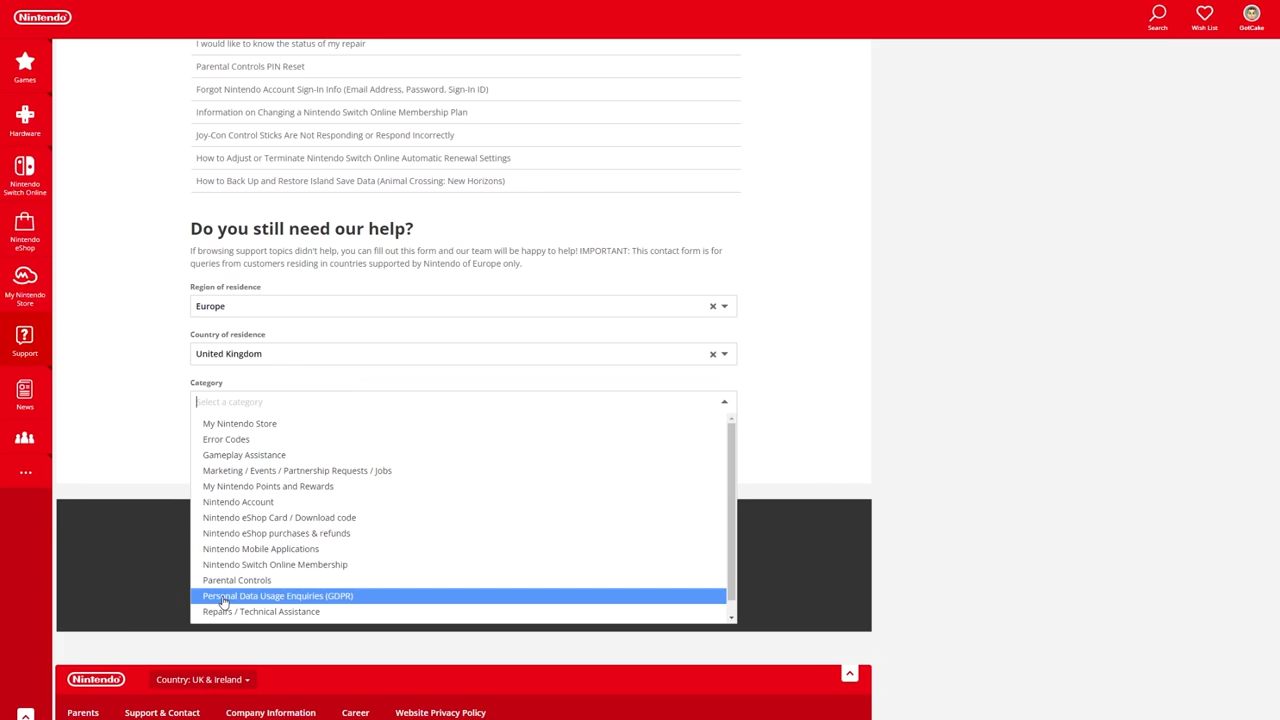 Nintendo
Search
Wish List
GetCake
Games
Hardware
Nintendo
Switch Online
Nintendo
eShop
My Nintendo
Store
Support
News
I would like to know the status of my repair
Parental Controls PIN Reset
Forgot Nintendo Account Sign-In Info (Email Address, Password, Sign-In ID)
Information on Changing a Nintendo Switch Online Membership Plan
Joy-Con Control Sticks Are Not Responding or Respond Incorrectly
How to Adjust or Terminate Nintendo Switch Online Automatic Renewal Settings
How to Back Up and Restore Island Save Data (Animal Crossing: New Horizons)
Do you still need our help?
If browsing support topics didn't help, you can fill out this form and our team will be happy to help! IMPORTANT: This contact form is for
queries from customers residing in countries supported by Nintendo of Europe only.
Region of residence
Europe
Country of residence
United Kingdom
Category
Select a category
My Nintendo Store
Error Codes
Gameplay Assistance
Marketing / Events / Partnership Requests / Jobs
My Nintendo Points and Rewards
Nintendo Account
Nintendo eShop Card / Download code
Nintendo eShop purchases & refunds
Nintendo Mobile Applications
Nintendo Switch Online Membership
Parental Controls
Personal Data Usage Enquiries (GDPR)
Repairs / Technical Assistance
Nintendo
Country: UK & Ireland
Parents
Support & Contact
Company Information
Career
Website Privacy Policy